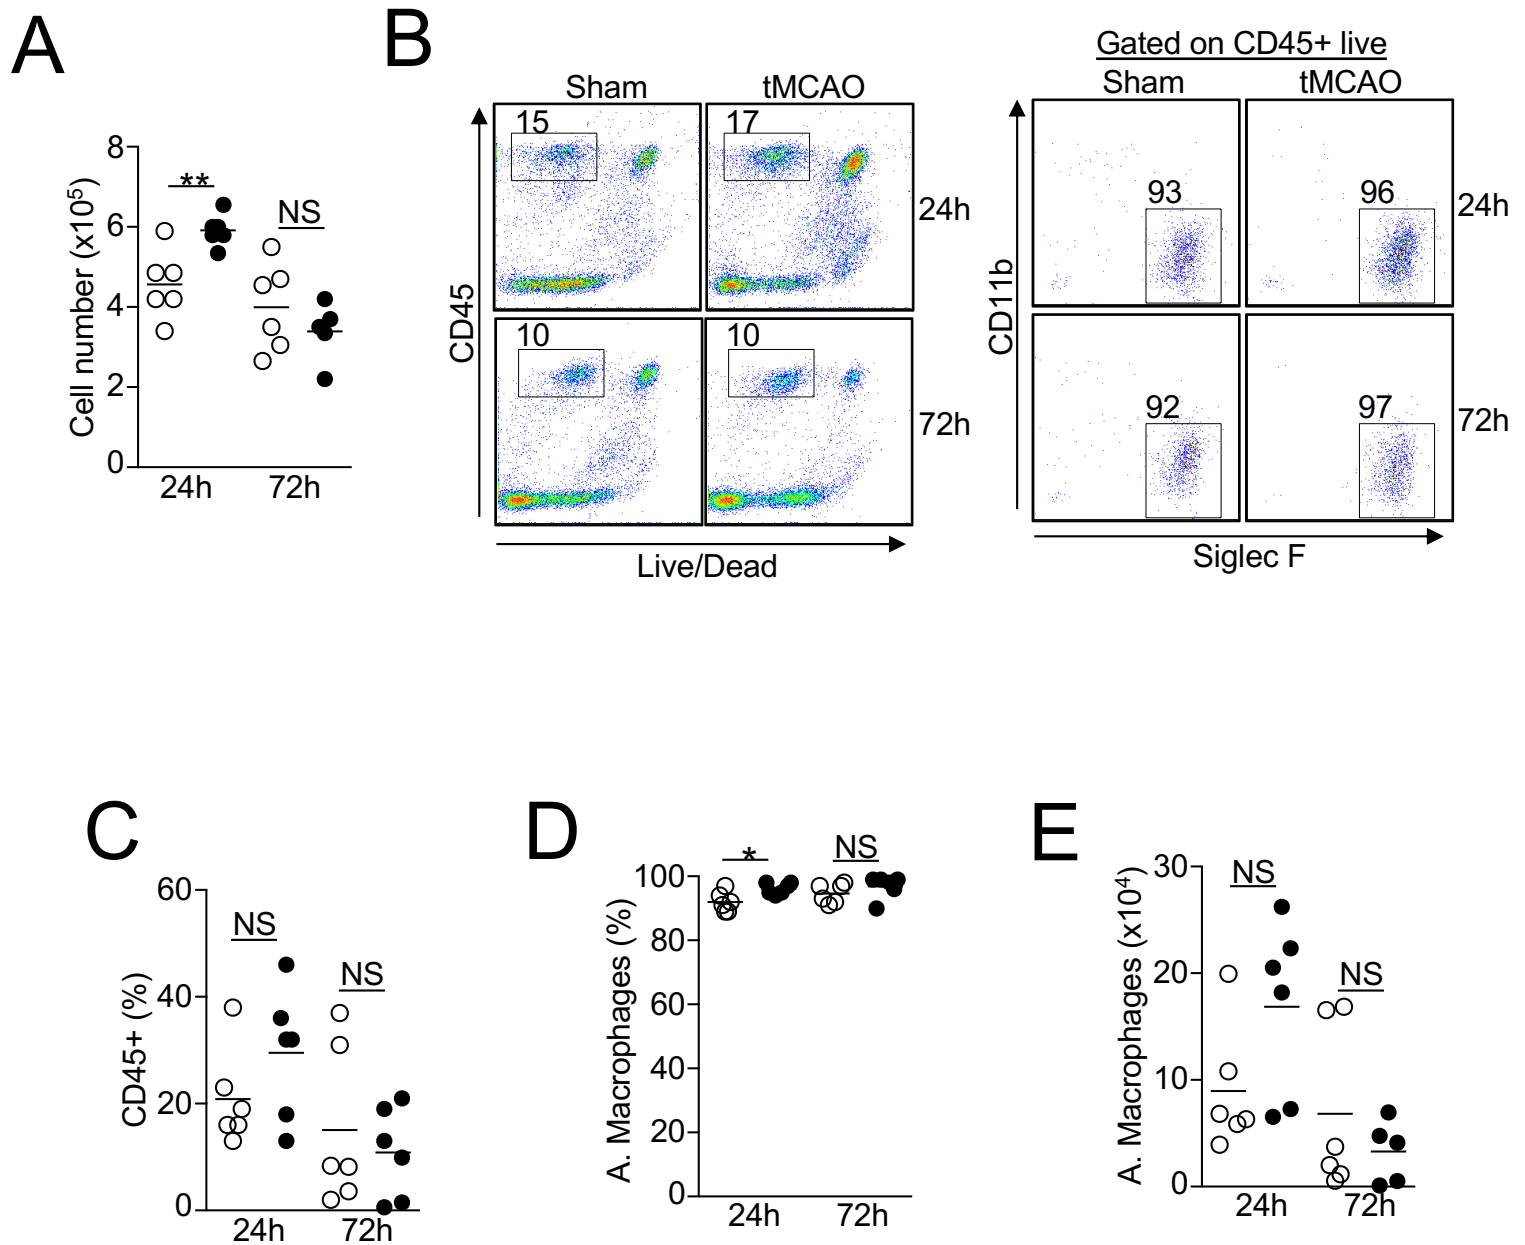 A
Cell number (x10⁵)
8
6
4
2
0
**
NS
24h
72h
B
Sham
tMCAO
15
17
24h
10
10
72h
CD45
Live/Dead
Gated on CD45+ live
Sham
tMCAO
93
96
24h
92
97
72h
CD11b
Siglec F
C
CD45+ (%)
60
40
20
0
NS
NS
24h
72h
D
A. Macrophages (%)
100
80
60
40
20
0
*
NS
24h
72h
E
A. Macrophages (x10⁴)
30
20
10
0
NS
NS
24h
72h